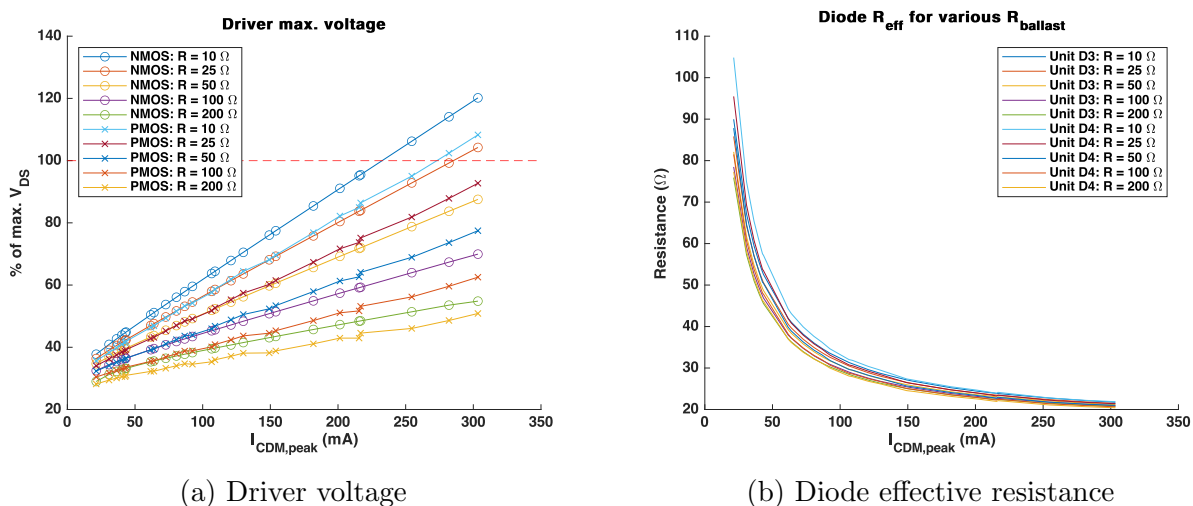 Driver max. voltage
% of max. V_DS
140
120
100
80
60
40
20
NMOS: R = 10 Ω
NMOS: R = 25 Ω
NMOS: R = 50 Ω
NMOS: R = 100 Ω
NMOS: R = 200 Ω
PMOS: R = 10 Ω
PMOS: R = 25 Ω
PMOS: R = 50 Ω
PMOS: R = 100 Ω
PMOS: R = 200 Ω
0 50 100 150 200 250 300 350
I_CDM,peak (mA)
(a) Driver voltage
Diode R_eff for various R_ballast
Resistance (Ω)
110
100
90
80
70
60
50
40
30
20
Unit D3: R = 10 Ω
Unit D3: R = 25 Ω
Unit D3: R = 50 Ω
Unit D3: R = 100 Ω
Unit D3: R = 200 Ω
Unit D4: R = 10 Ω
Unit D4: R = 25 Ω
Unit D4: R = 50 Ω
Unit D4: R = 100 Ω
Unit D4: R = 200 Ω
0 50 100 150 200 250 300 350
I_CDM,peak (mA)
(b) Diode effective resistance